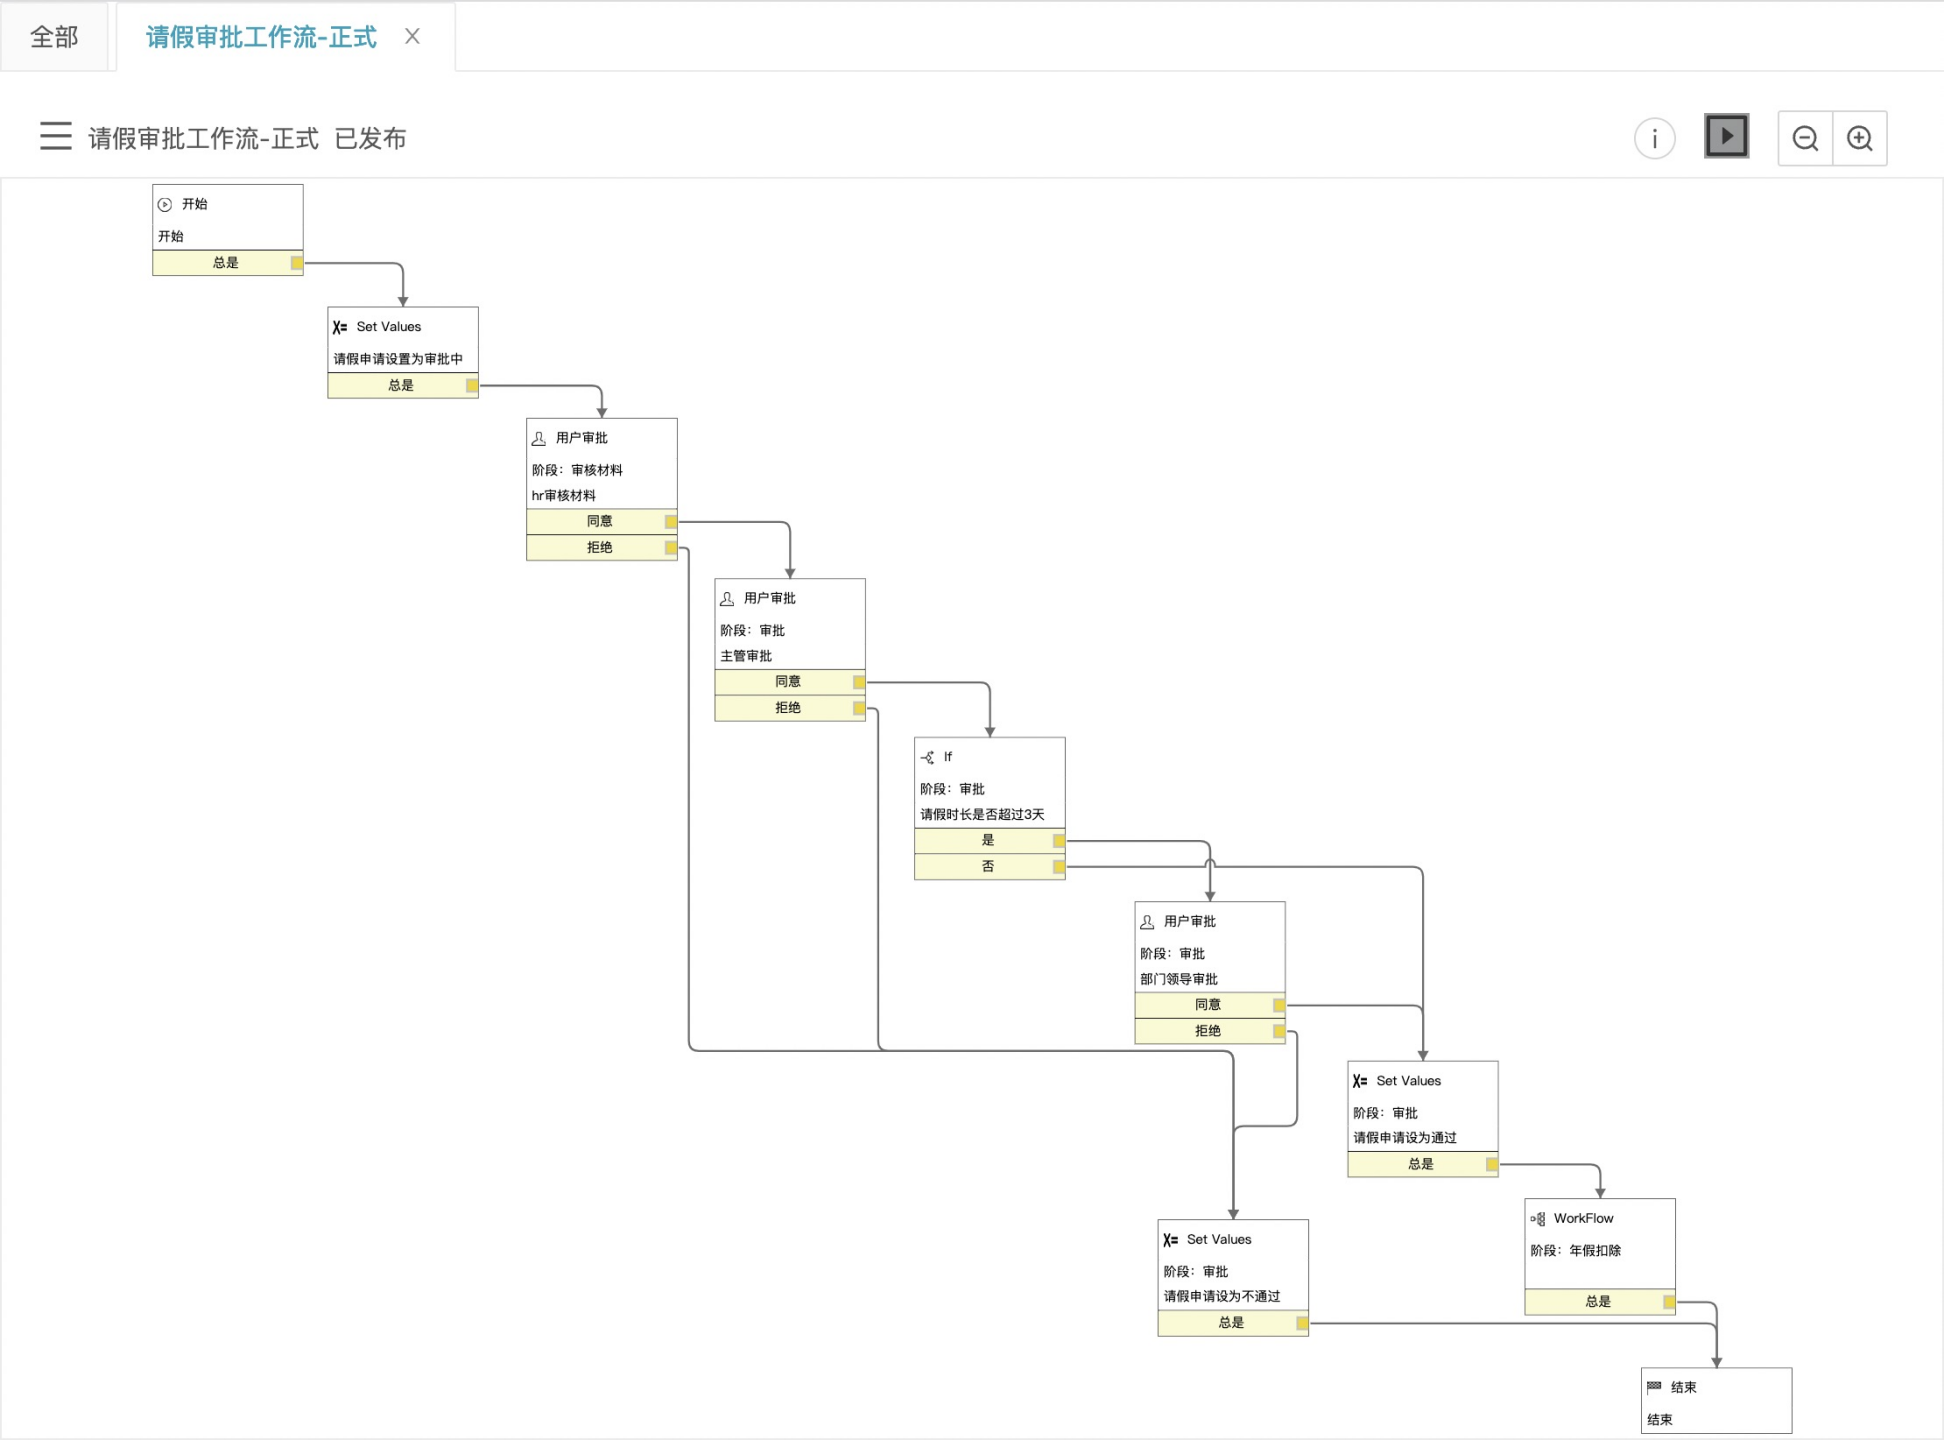 全部
请假审批工作流-正式
请假审批工作流-正式 已发布
开始
开始
总是
Set Values
请假申请设置为审批中
总是
用户审批
阶段：审核材料
hr审核材料
同意
拒绝
用户审批
阶段：审批
主管审批
同意
拒绝
If
阶段：审批
请假时长是否超过3天
是
否
用户审批
阶段：审批
部门领导审批
同意
拒绝
Set Values
阶段：审批
请假申请设为通过
总是
WorkFlow
阶段：年假扣除
总是
Set Values
阶段：审批
请假申请设为不通过
总是
结束
结束